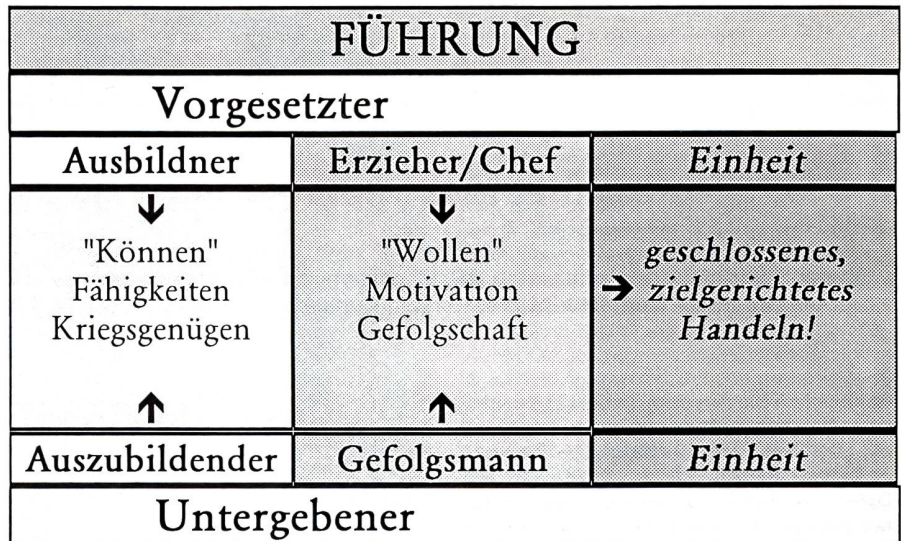 FÜHRUNG
Vorgesetzter
Ausbildner Erzieher/Chef Einheit
"Können" "Wollen" geschlossenes,
Fähigkeiten Motivation → zielgerichtetes
Kriegsgenügen Gefolgschaft Handeln!
Auszubildender Gefolgsmann Einheit
Untergebener